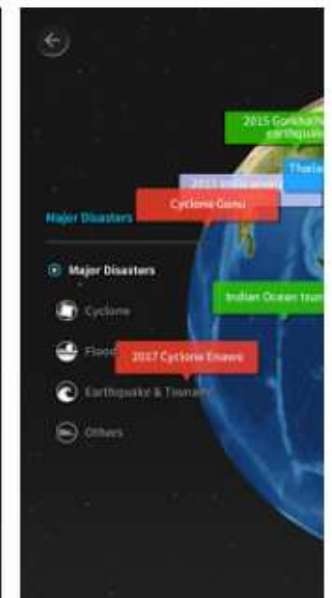 2015 Gorkha
earthquake
Thaila
Cyclone Gonu
Major Disasters
Major Disasters
Indian Ocean tsun
Cyclone
Flood
2017 Cyclone Enawo
Earthquake & Tsunami
Others